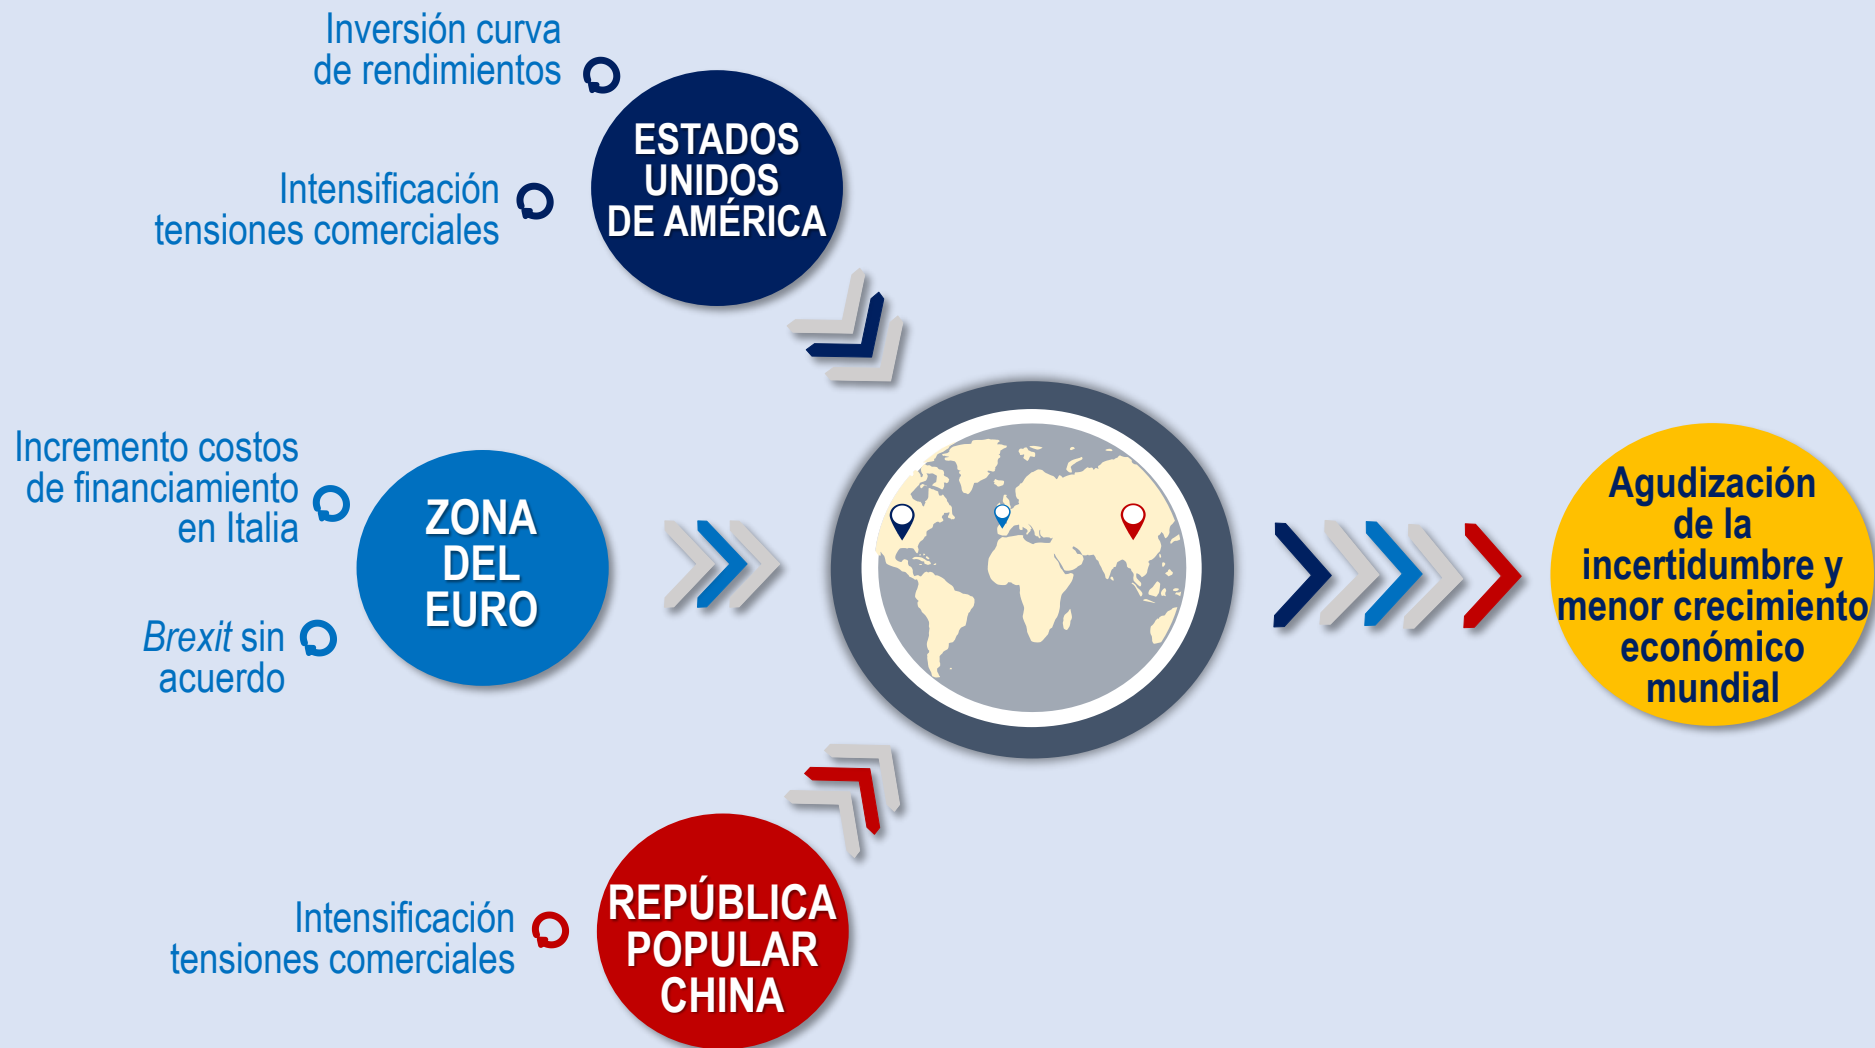 Inversión curva
de rendimientos
Intensificación
tensiones comerciales
ESTADOS
UNIDOS
DE AMÉRICA
Incremento costos
de financiamiento
en Italia
Brexit sin
acuerdo
ZONA
DEL
EURO
Intensificación
tensiones comerciales
REPÚBLICA
POPULAR
CHINA
Agudización
de la
incertidumbre y
menor crecimiento
económico
mundial